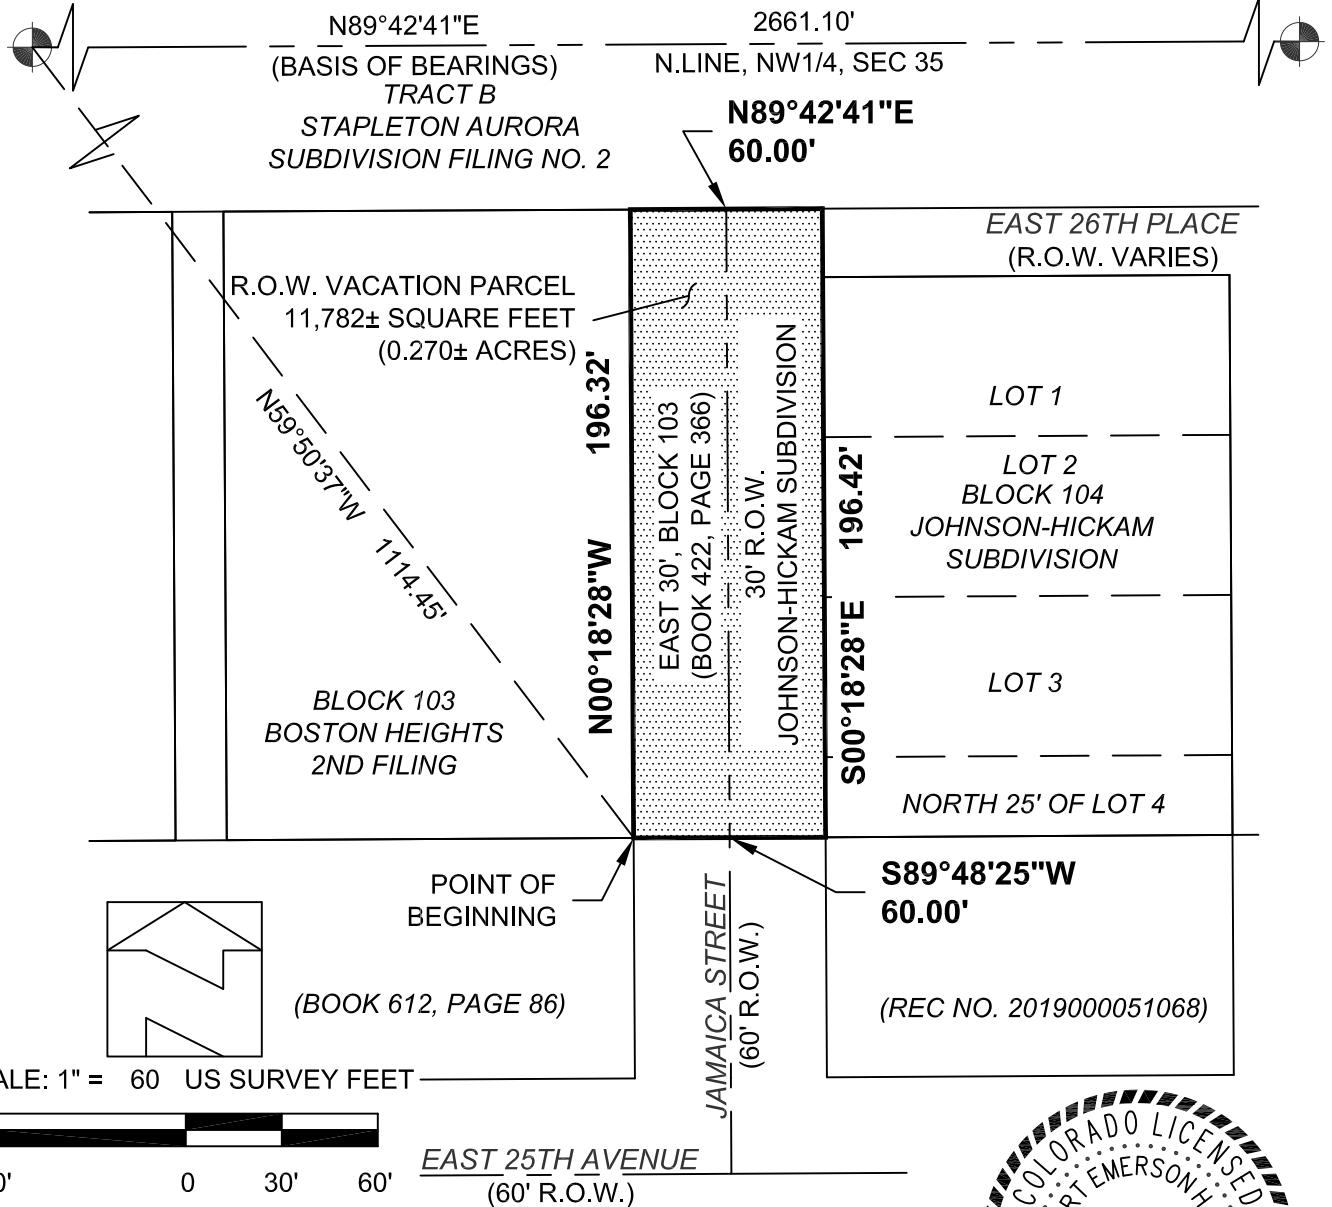 N89°42'41"E
2661.10'
(BASIS OF BEARINGS)
N.LINE, NW1/4, SEC 35
TRACT B
STAPLETON AURORA
SUBDIVISION FILING NO. 2
N89°42'41"E
60.00'
EAST 26TH PLACE
(R.O.W. VARIES)
R.O.W. VACATION PARCEL
11,782± SQUARE FEET
(0.270± ACRES)
N59°50'37"W
1114.45'
N00°18'28"W
196.32'
EAST 30', BLOCK 103
(BOOK 422, PAGE 366)
30' R.O.W.
JOHNSON-HICKAM SUBDIVISION
S00°18'28"E
196.42'
LOT 1
LOT 2
BLOCK 104
JOHNSON-HICKAM
SUBDIVISION
LOT 3
NORTH 25' OF LOT 4
BLOCK 103
BOSTON HEIGHTS
2ND FILING
POINT OF
BEGINNING
S89°48'25"W
60.00'
JAMAICA STREET
(60' R.O.W.)
(BOOK 612, PAGE 86)
(REC NO. 2019000051068)
ALE: 1" = 60 US SURVEY FEET
0'
0
30'
60'
EAST 25TH AVENUE
(60' R.O.W.)
COLORADO LICENSED
RT EMERSON H